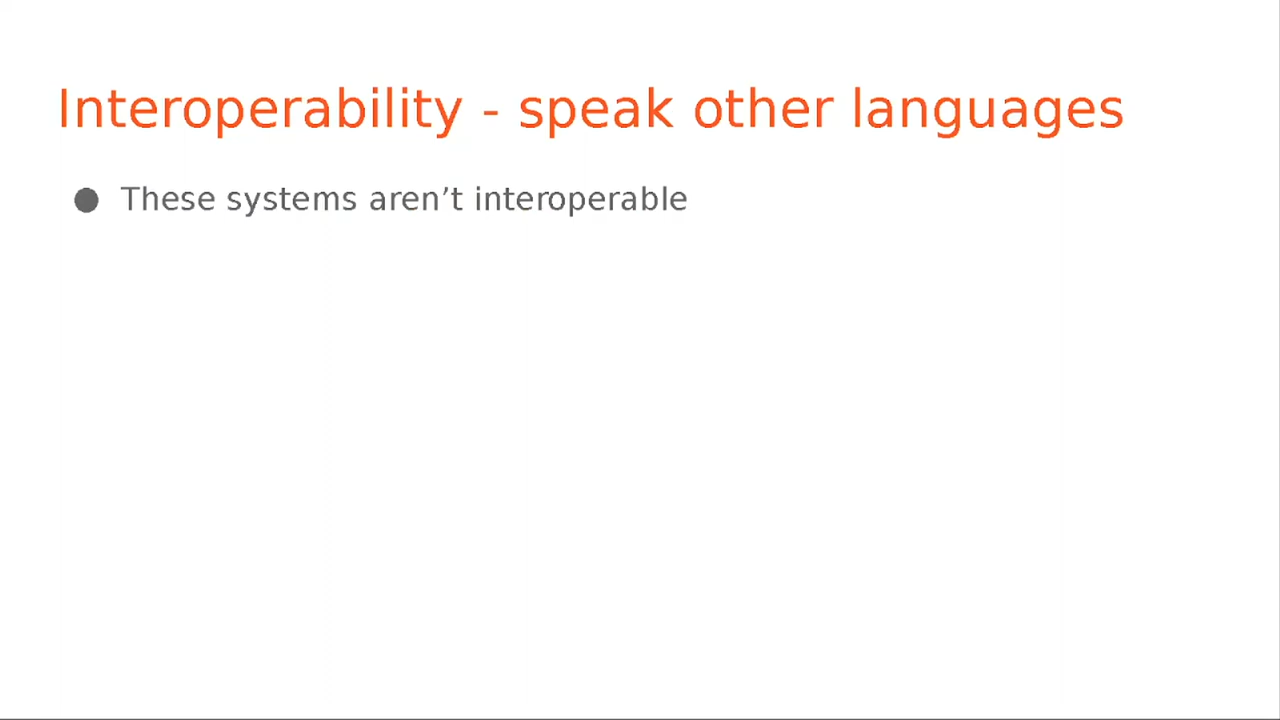 Interoperability - speak other languages
● These systems aren’t interoperable